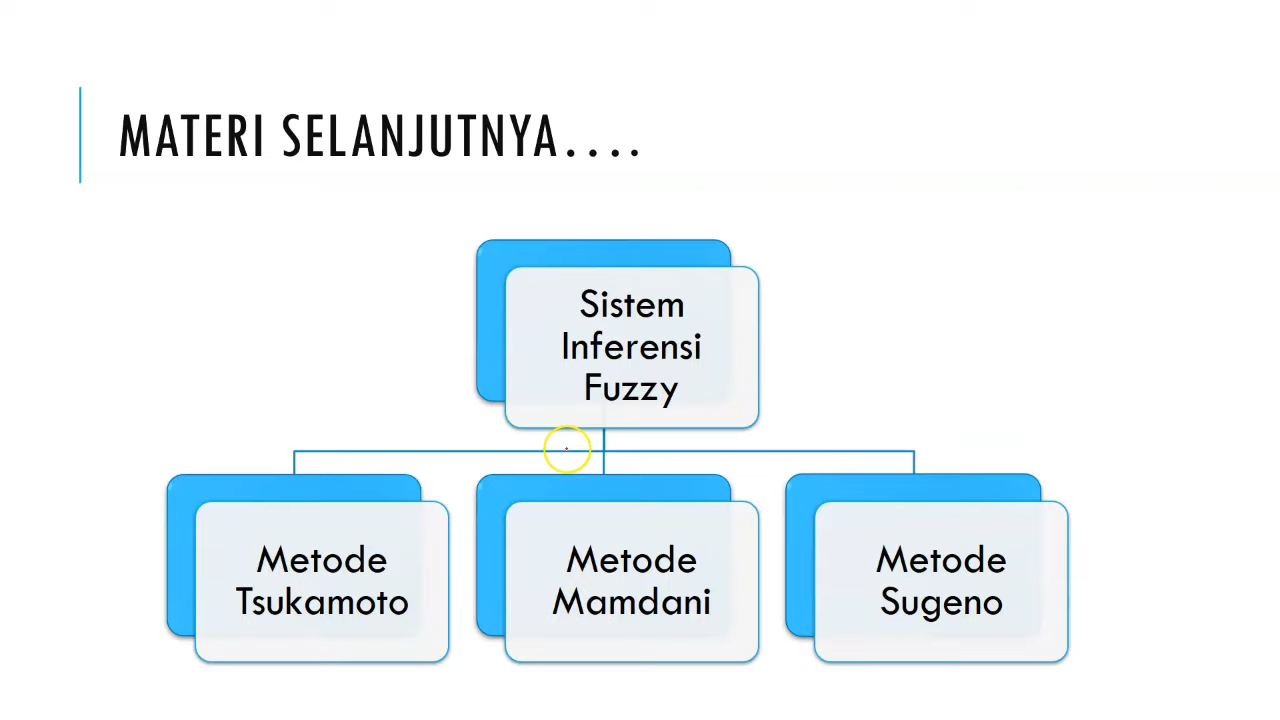 MATERI SELANJUTNYA....
Sistem
Inferensi
Fuzzy
Metode
Tsukamoto
Metode
Mamdani
Metode
Sugeno